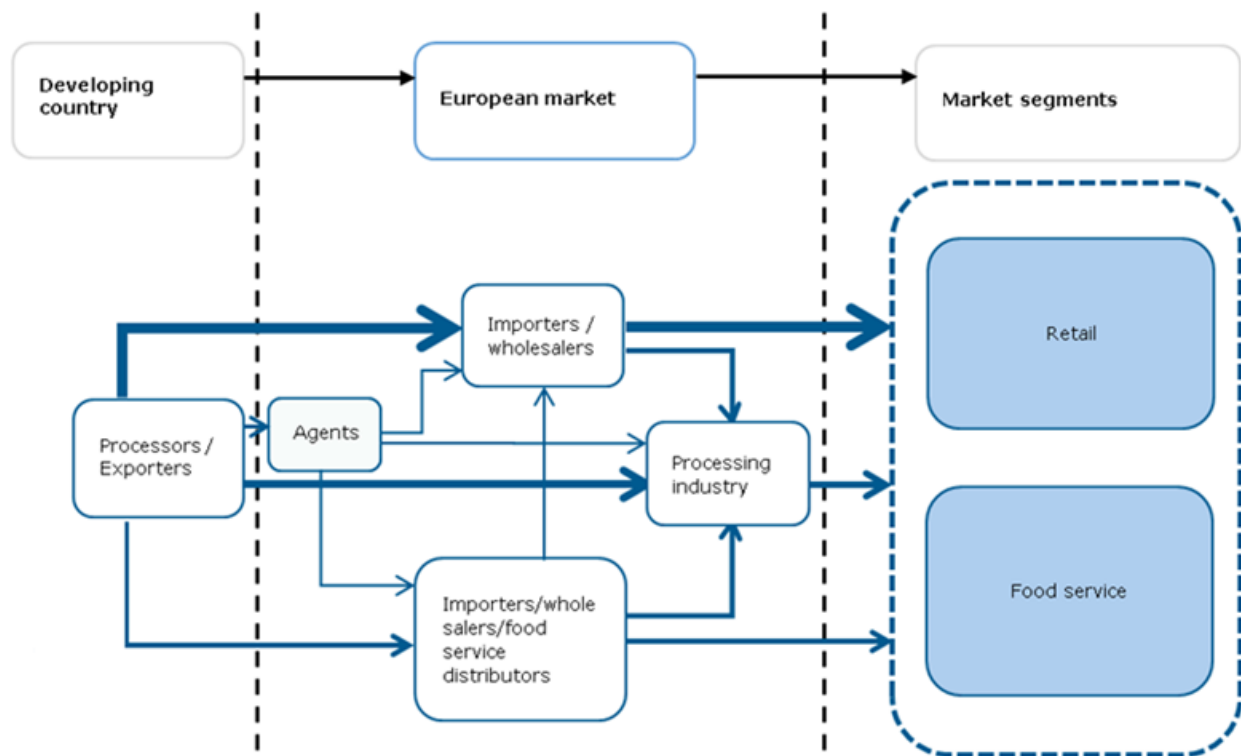 Developing
country
European market
Market segments
Importers /
wholesalers
Retail
Agents
Processors /
Exporters
Processing
industry
Importers/whole
salers/food
service
distributors
Food service